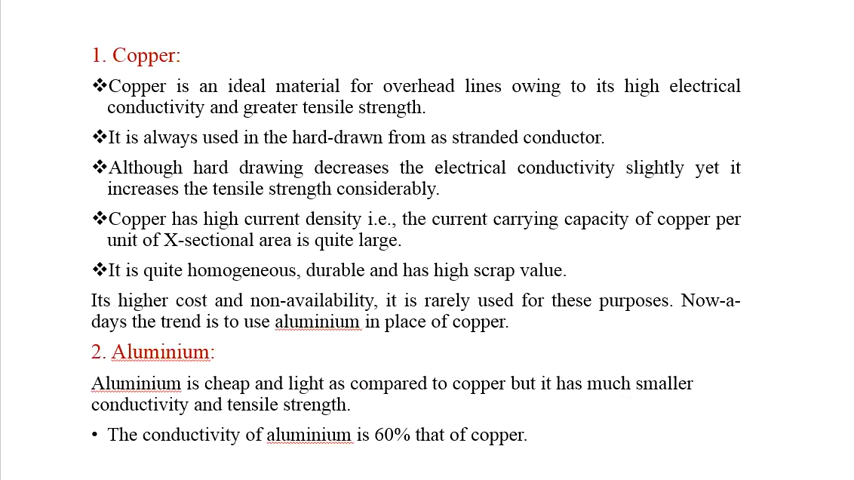 1. Copper:
❖Copper is an ideal material for overhead lines owing to its high electrical
conductivity and greater tensile strength.
❖It is always used in the hard-drawn from as stranded conductor.
❖Although hard drawing decreases the electrical conductivity slightly yet it
increases the tensile strength considerably.
❖Copper has high current density i.e., the current carrying capacity of copper per
unit of X-sectional area is quite large.
❖It is quite homogeneous, durable and has high scrap value.
Its higher cost and non-availability, it is rarely used for these purposes. Now-a-
days the trend is to use aluminium in place of copper.
2. Aluminium:
Aluminium is cheap and light as compared to copper but it has much smaller
conductivity and tensile strength.
• The conductivity of aluminium is 60% that of copper.